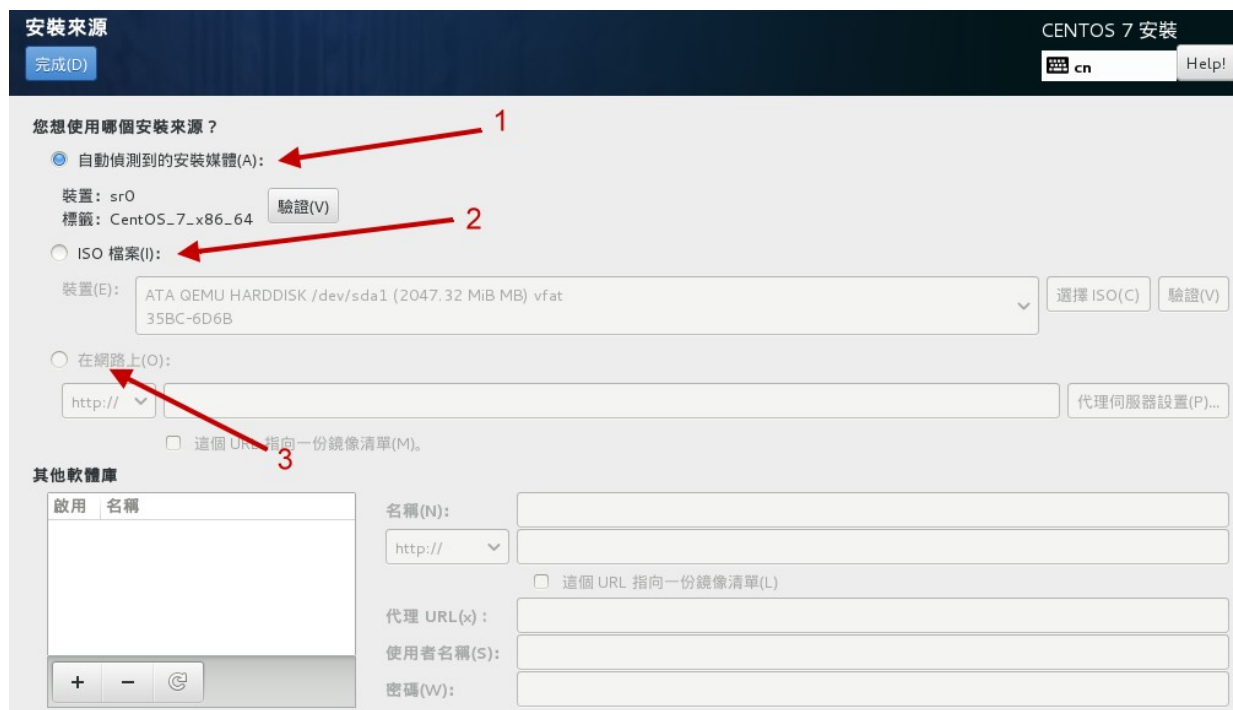 安裝來源
CENTOS 7 安裝
完成(D)
cn
Help!
您想使用哪個安裝來源？
1
自動偵測到的安裝媒體(A):
裝置: sr0
標籤: CentOS_7_x86_64
驗證(V)
2
ISO 檔案(I):
裝置(E):
ATA QEMU HARDDISK /dev/sda1 (2047.32 MiB MB) vfat
35BC-6D6B
選擇 ISO(C)
驗證(V)
在網路上(O):
http://
代理伺服器設置(P)...
這個 URL 指向一份鏡像清單(M)。
3
其他軟體庫
啟用 名稱
名稱(N):
http://
這個 URL 指向一份鏡像清單(L)
代理 URL(x)：
使用者名稱(S):
密碼(W):